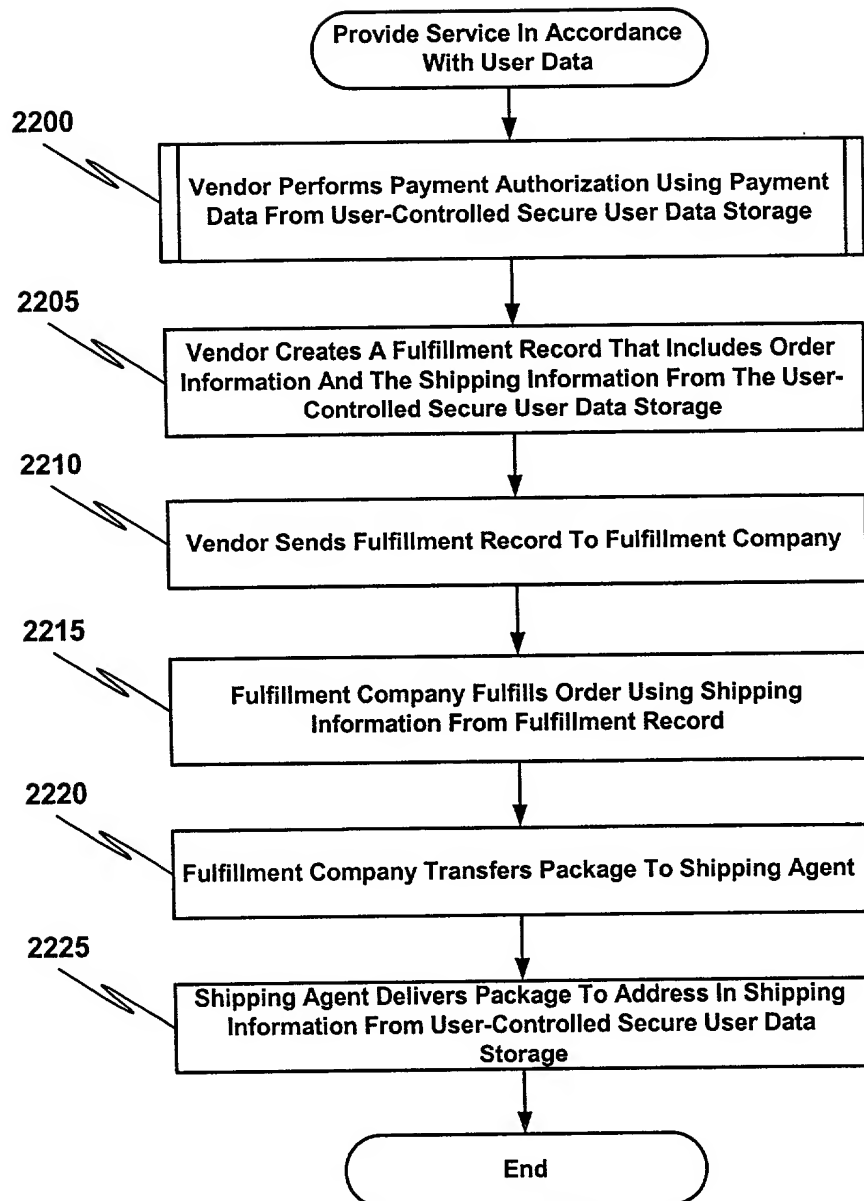 Provide Service In Accordance
With User Data
2200
Vendor Performs Payment Authorization Using Payment
Data From User-Controlled Secure User Data Storage
2205
Vendor Creates A Fulfillment Record That Includes Order
Information And The Shipping Information From The User-
Controlled Secure User Data Storage
2210
Vendor Sends Fulfillment Record To Fulfillment Company
2215
Fulfillment Company Fulfills Order Using Shipping
Information From Fulfillment Record
2220
Fulfillment Company Transfers Package To Shipping Agent
2225
Shipping Agent Delivers Package To Address In Shipping
Information From User-Controlled Secure User Data
Storage
End